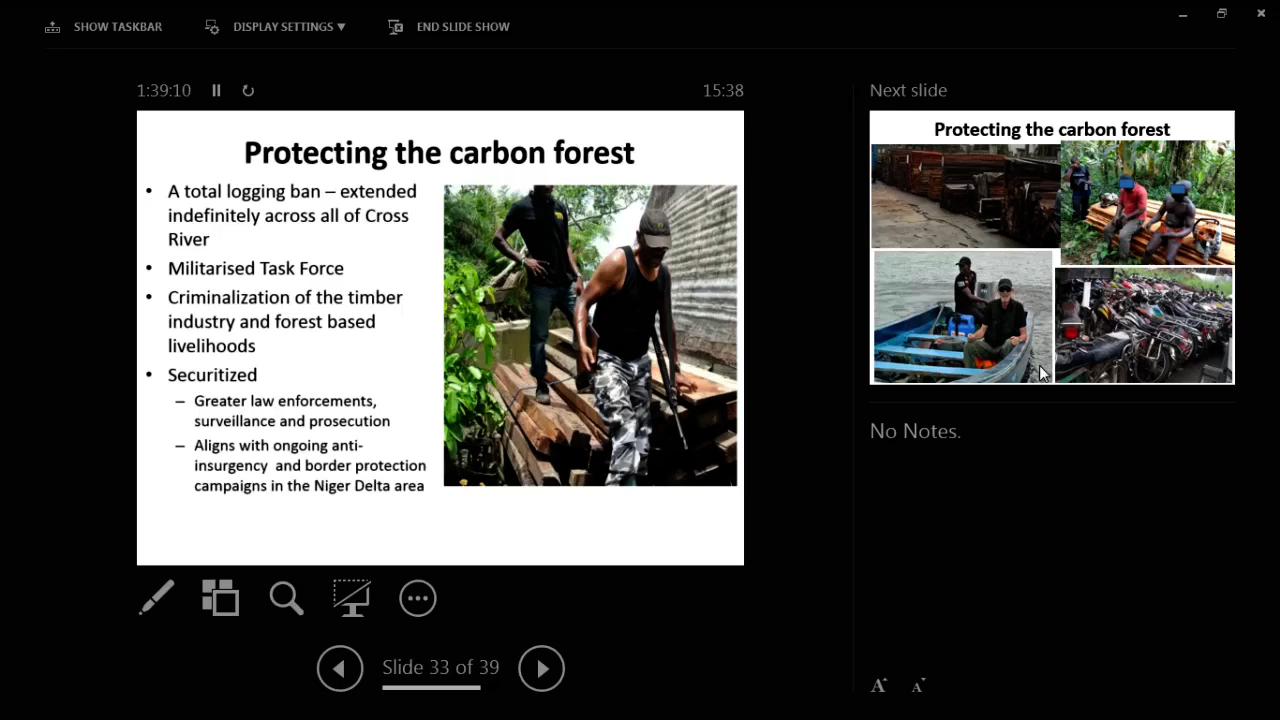 SHOW TASKBAR
DISPLAY SETTINGS ▼
END SLIDE SHOW
1:39:10
15:38
Protecting the carbon forest
• A total logging ban – extended
indefinitely across all of Cross
River
• Militarised Task Force
• Criminalization of the timber
industry and forest based
livelihoods
• Securitized
– Greater law enforcements,
surveillance and prosecution
– Aligns with ongoing anti-
insurgency and border protection
campaigns in the Niger Delta area
Slide 33 of 39
Next slide
Protecting the carbon forest
No Notes.
A A